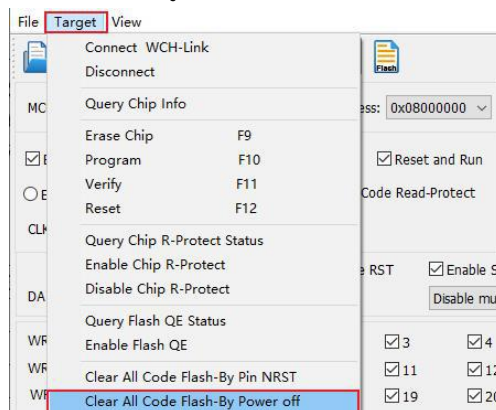 File Target View
Connect WCH-Link
Disconnect
Flash
MC
Query Chip Info
ess: 0x08000000
Erase Chip F9
Program F10
Reset and Run
Verify F11
Code Read-Protect
Reset F12
CLK
Query Chip R-Protect Status
Enable Chip R-Protect
e RST Enable S
Disable Chip R-Protect
DA
Disable mu
Query Flash QE Status
WR
3 4
Enable Flash QE
WR
11 12
Clear All Code Flash-By Pin NRST
WR
19 20
Clear All Code Flash-By Power off